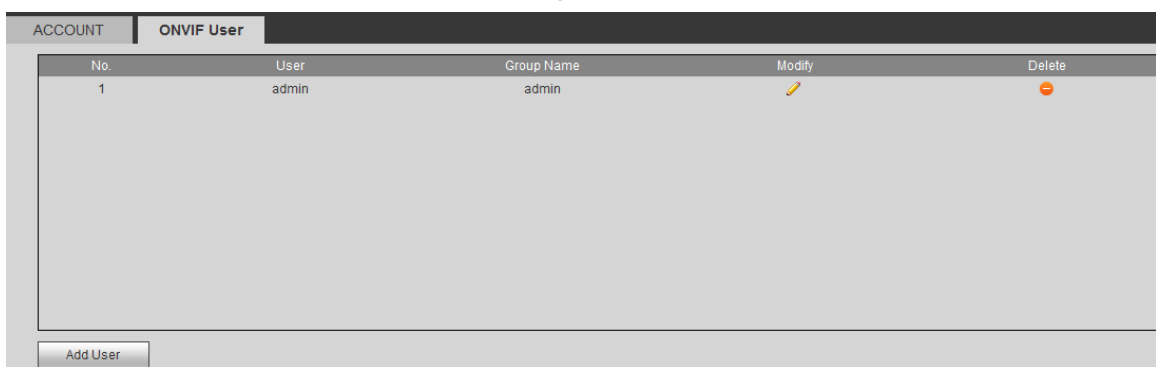 ACCOUNT ONVIF User
No. User Group Name Modify Delete
1 admin admin
Add User